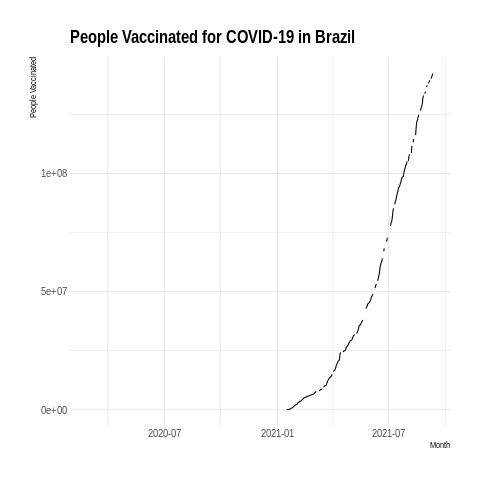 People Vaccinated for COVID-19 in Brazil
People Vaccinated
1e+08
5e+07
0e+00
2020-07
2021-01
2021-07
Month